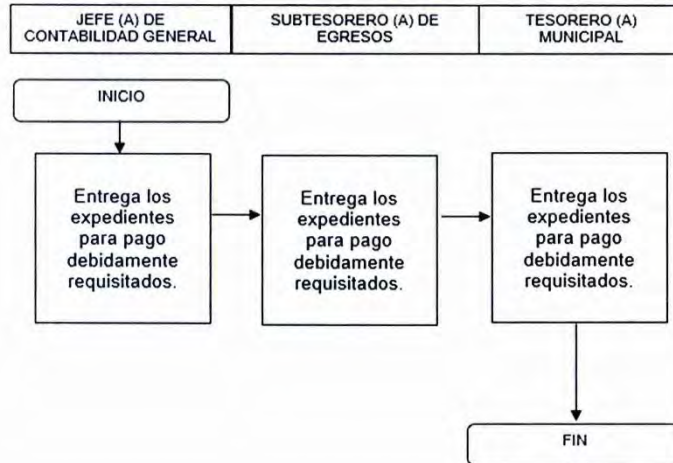 JEFE (A) DE
CONTABILIDAD GENERAL
SUBTESORERO (A) DE
EGRESOS
TESORERO (A)
MUNICIPAL
INICIO
Entrega los
expedientes
para pago
debidamente
requisitados.
Entrega los
expedientes
para pago
debidamente
requisitados.
Entrega los
expedientes
para pago
debidamente
requisitados.
FIN